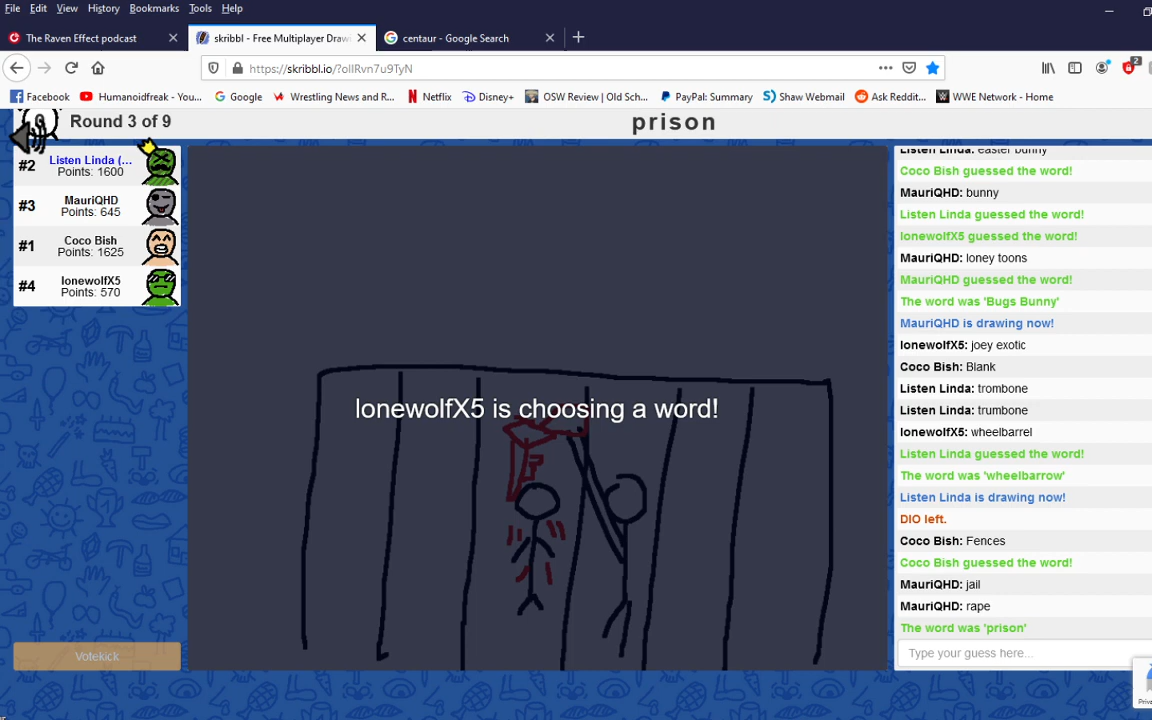 File Edit View History Bookmarks Tools Help
The Raven Effect podcast
skribbl - Free Multiplayer Drawi
centaur - Google Search
https://skribbl.io/?olIRvn7u9TyN
2
Facebook
Humanoidfreak - You...
Google
Wrestling News and R...
Netflix
Disney+
OSW Review | Old Sch...
PayPal: Summary
Shaw Webmail
Ask Reddit...
WWE Network - Home
Round 3 of 9
prison
#2
Listen Linda (...
Points: 1600
#3
MauriQHD
Points: 645
#1
Coco Bish
Points: 1625
#4
lonewolfX5
Points: 570
Votekick
lonewolfX5 is choosing a word!
Listen Linda: easter bunny
Coco Bish guessed the word!
MauriQHD: bunny
Listen Linda guessed the word!
lonewolfX5 guessed the word!
MauriQHD: loney toons
MauriQHD guessed the word!
The word was 'Bugs Bunny'
MauriQHD is drawing now!
lonewolfX5: joey exotic
Coco Bish: Blank
Listen Linda: trombone
Listen Linda: trumbone
lonewolfX5: wheelbarrel
Listen Linda guessed the word!
The word was 'wheelbarrow'
Listen Linda is drawing now!
DIO left.
Coco Bish: Fences
Coco Bish guessed the word!
MauriQHD: jail
MauriQHD: rape
The word was 'prison'
Type your guess here...